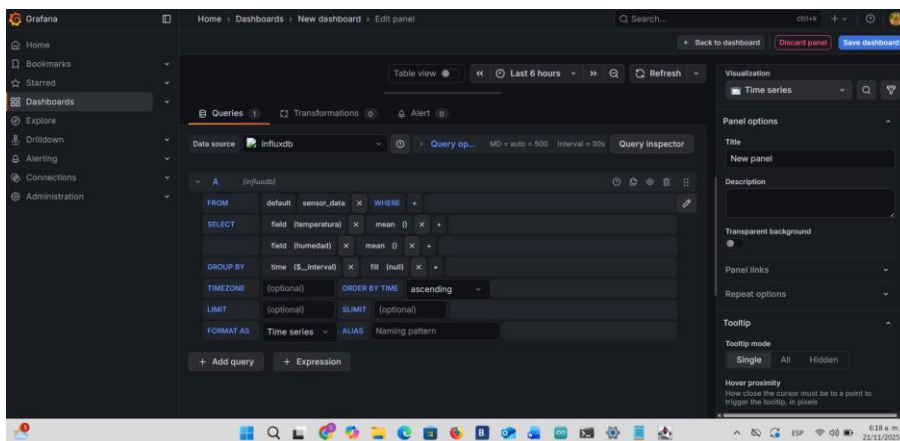 Grafana
Home › Dashboards › New dashboard › Edit panel
Search...
ctrl+k
Home
Bookmarks
Starred
Dashboards
Explore
Drilldown
Alerting
Connections
Administration
Back to dashboard
Discard panel
Save dashboard
Table view
Last 6 hours
Refresh
Queries 1
Transformations 0
Alert 0
Data source
influxdb
Query op...
MD = auto = 500
Interval = 30s
Query inspector
A (influxdb)
FROM default sensor_data WHERE +
SELECT field (temperatura) mean () +
field (humedad) mean () +
GROUP BY time ($__interval) fill (null) +
TIMEZONE (optional) ORDER BY TIME ascending
LIMIT (optional) SLIMIT (optional)
FORMAT AS Time series ALIAS Naming pattern
+ Add query
+ Expression
Visualization
Time series
Panel options
Title
New panel
Description
Transparent background
Panel links
Repeat options
Tooltip
Tooltip mode
Single All Hidden
Hover proximity
How close the cursor must be to a point to
trigger the tooltip, in pixels
ESP
6:18 a. m.
21/11/2025